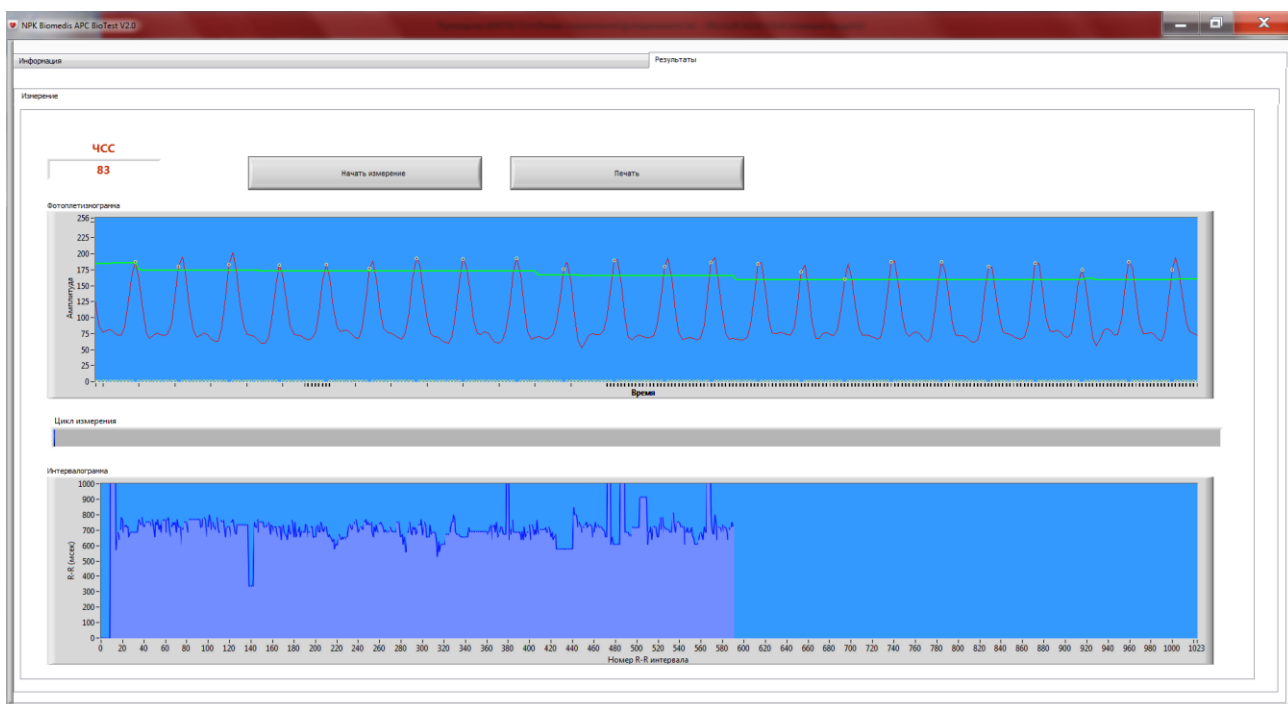 NPK Biomedis APC BioTest V2.0
Информация
Результаты
Измерение
ЧСС
83
Начать измерение
Печать
Фотоплетизнограмма
256
225
200
175
150
125
100
75
50
25
0
Амплитуда
Время
Цикл измерения
Интервалограмма
1000
900
800
700
600
500
400
300
200
100
0
R-R (мсек)
0 20 40 60 80 100 120 140 160 180 200 220 240 260 280 300 320 340 360 380 400 420 440 460 480 500 520 540 560 580 600 620 640 660 680 700 720 740 760 780 800 820 840 860 880 900 920 940 960 980 1000 1023
Номер R-R интервала